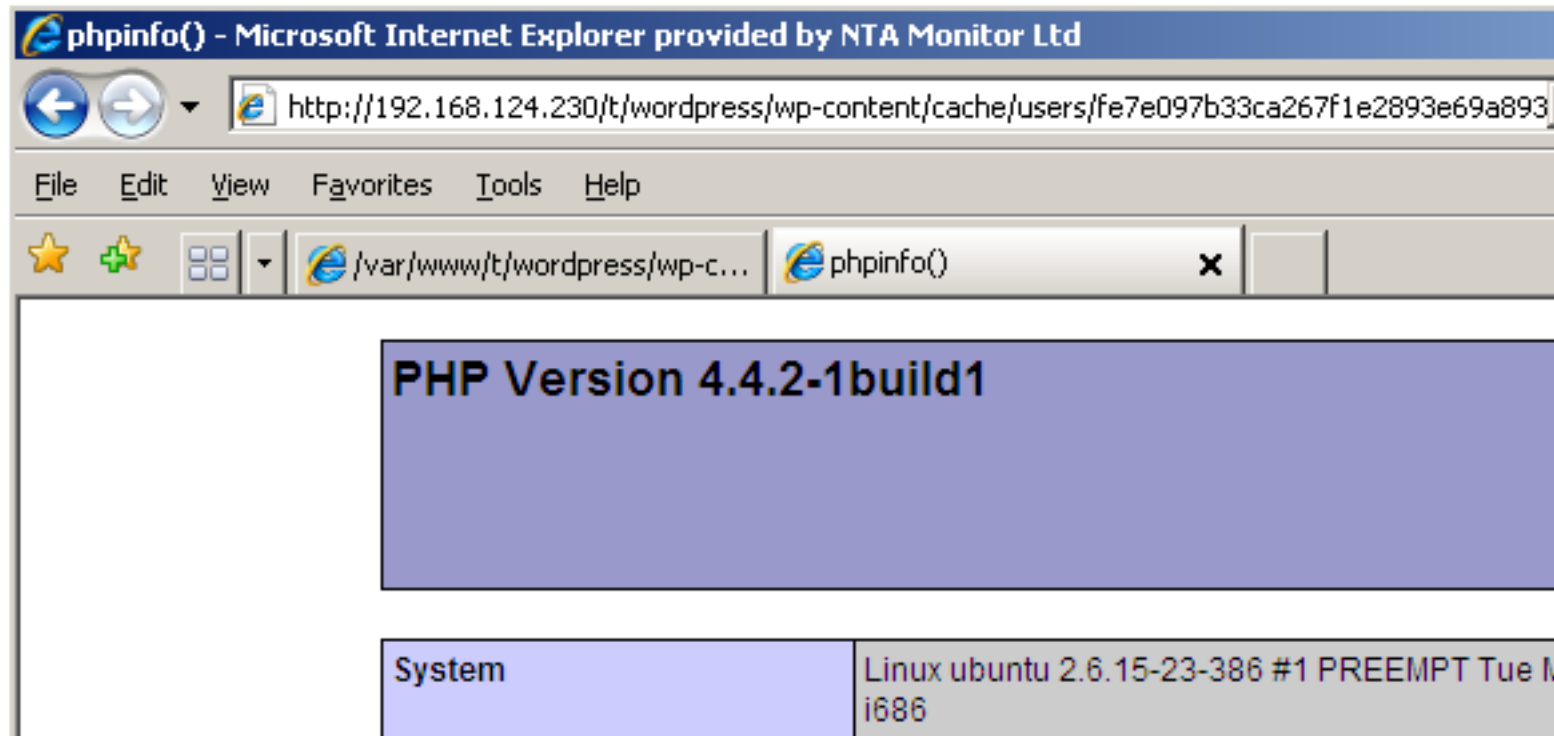 phpinfo() - Microsoft Internet Explorer provided by NTA Monitor Ltd
http://192.168.124.230/t/wordpress/wp-content/cache/users/fe7e097b33ca267f1e2893e69a893
File Edit View Favorites Tools Help
/var/www/t/wordpress/wp-c... phpinfo()
PHP Version 4.4.2-1build1
System Linux ubuntu 2.6.15-23-386 #1 PREEMPT Tue
i686